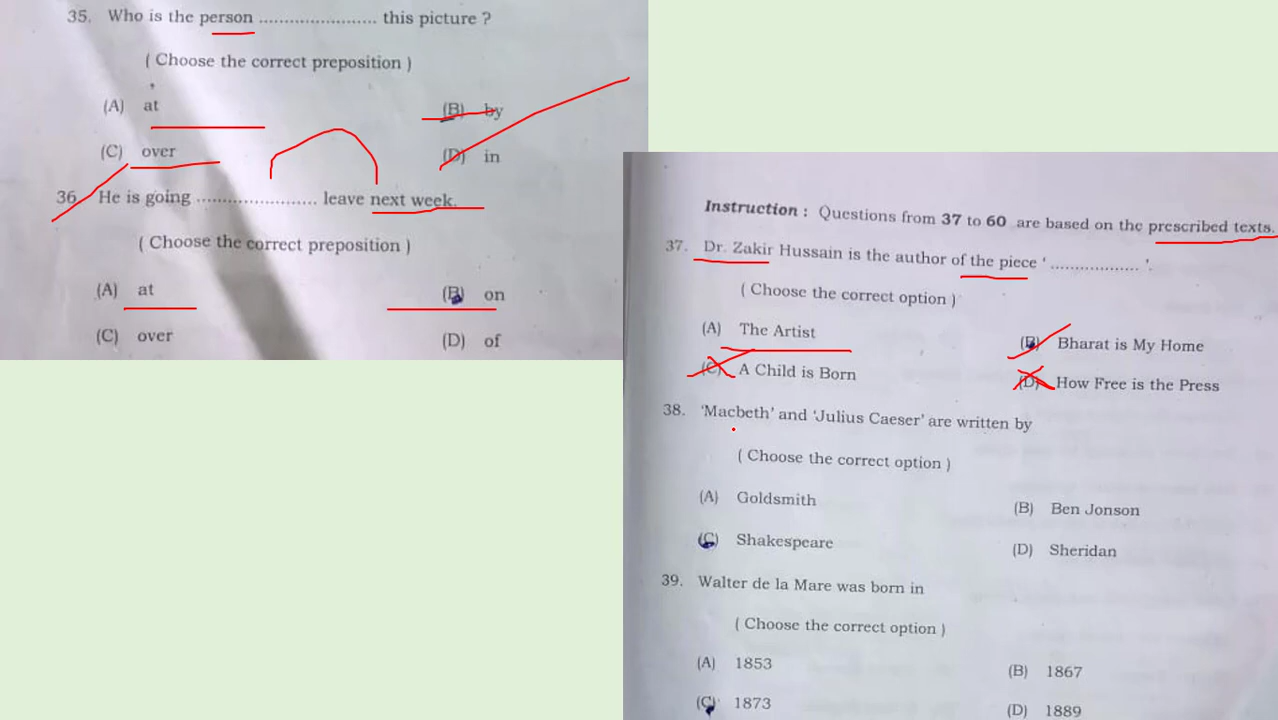 35. Who is the person ....................... this picture ?
( Choose the correct preposition )
(A) at (B) by
(C) over (D) in
36. He is going ........................ leave next week.
( Choose the correct preposition )
(A) at (B) on
(C) over (D) of
Instruction : Questions from 37 to 60 are based on the prescribed texts.
37. Dr. Zakir Hussain is the author of the piece ‘ .................. ’.
( Choose the correct option )
(A) The Artist (B) Bharat is My Home
(C) A Child is Born (D) How Free is the Press
38. ‘Macbeth’ and ‘Julius Caeser’ are written by
( Choose the correct option )
(A) Goldsmith (B) Ben Jonson
(C) Shakespeare (D) Sheridan
39. Walter de la Mare was born in
( Choose the correct option )
(A) 1853 (B) 1867
(C) 1873 (D) 1889